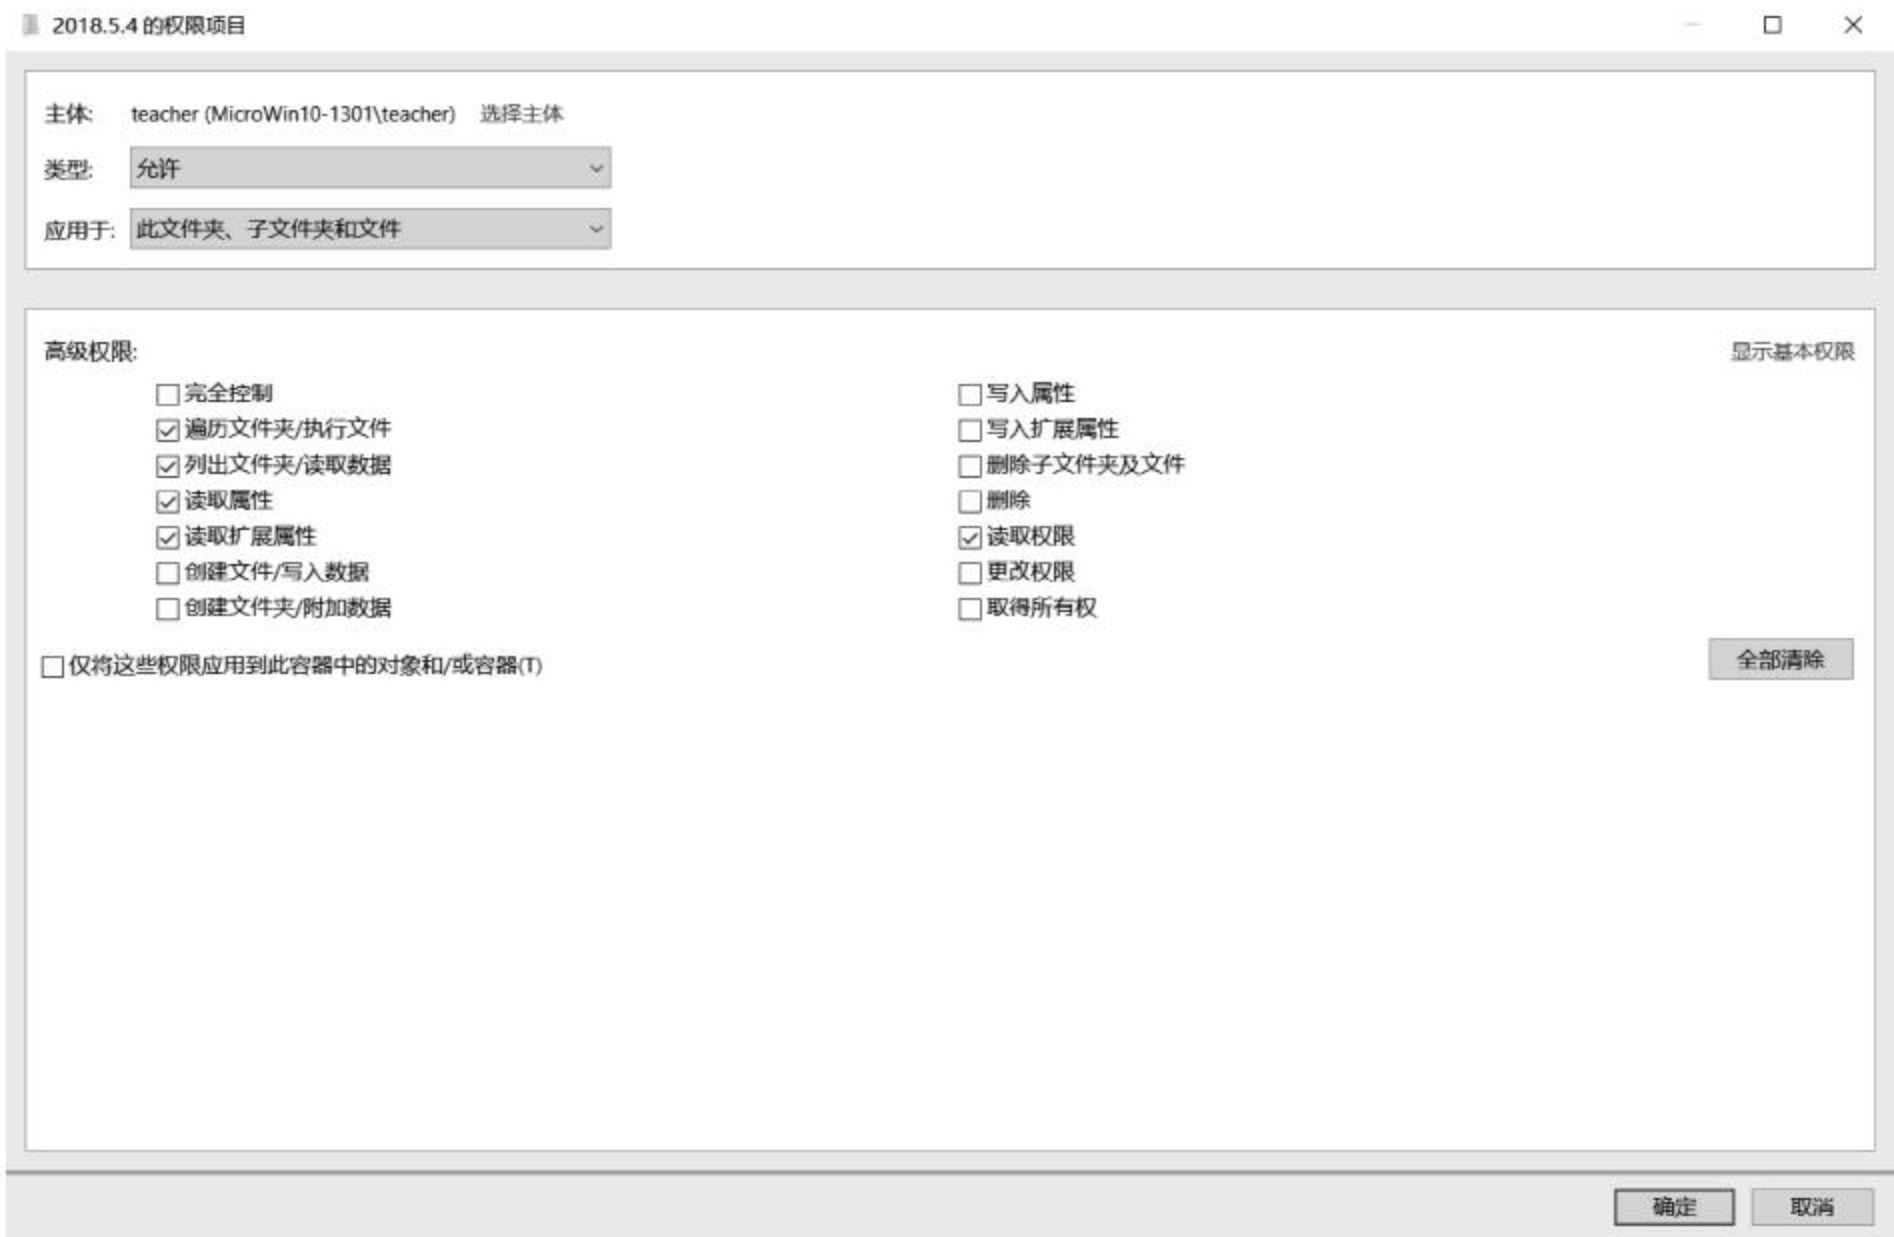 2018.5.4 的权限项目
主体: teacher (MicroWin10-1301\teacher) 选择主体
类型: 允许
应用于: 此文件夹、子文件夹和文件
高级权限: 显示基本权限
完全控制 写入属性
遍历文件夹/执行文件 写入扩展属性
列出文件夹/读取数据 删除子文件夹及文件
读取属性 删除
读取扩展属性 读取权限
创建文件/写入数据 更改权限
创建文件夹/附加数据 取得所有权
仅将这些权限应用到此容器中的对象和/或容器(T) 全部清除
确定 取消